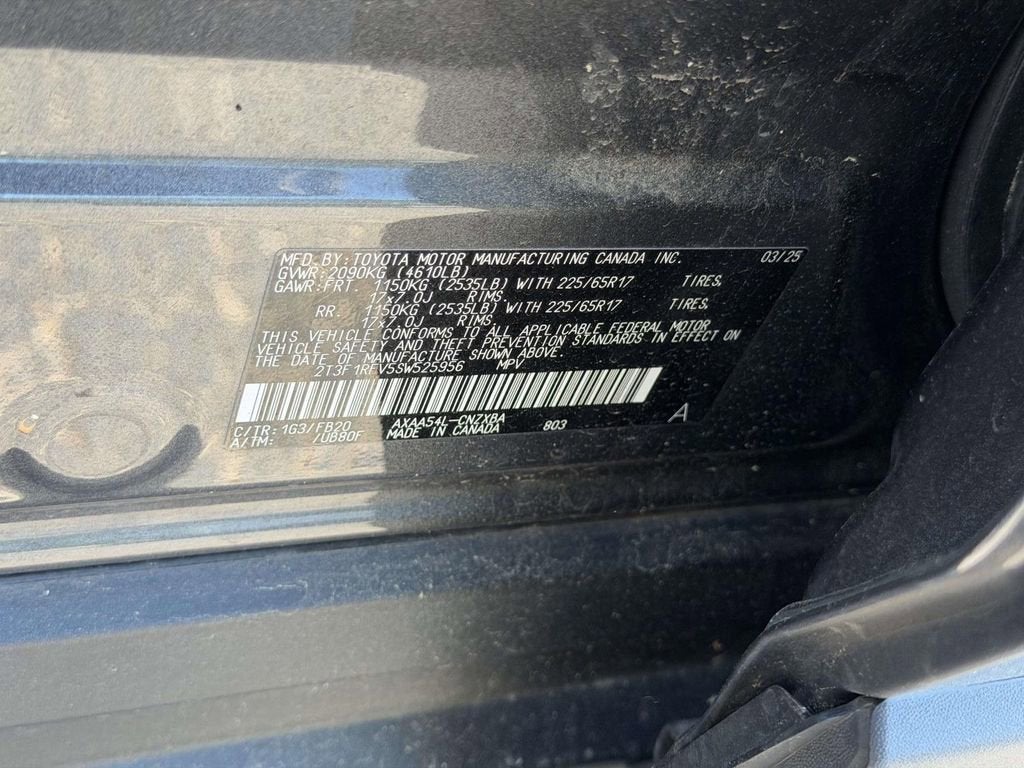 MFD. BY: TOYOTA MOTOR MANUFACTURING CANADA INC. 03/25
GVWR: 2090KG (4610LB)
GAWR: FRT. 1150KG (2535LB) WITH 225/65R17 TIRES,
17x7.0J RIMS
RR. 1150KG (2535LB) WITH 225/65R17 TIRES,
17x7.0J RIMS
THIS VEHICLE CONFORMS TO ALL APPLICABLE FEDERAL MOTOR
VEHICLE SAFETY AND THEFT PREVENTION STANDARDS IN EFFECT ON
THE DATE OF MANUFACTURE SHOWN ABOVE.
2T3F1RFV5SW525956 MPV
C/TR: 1G3/FB20 AXAA54L-CNZXBA A
A/TM: /UB80F MADE IN CANADA 803